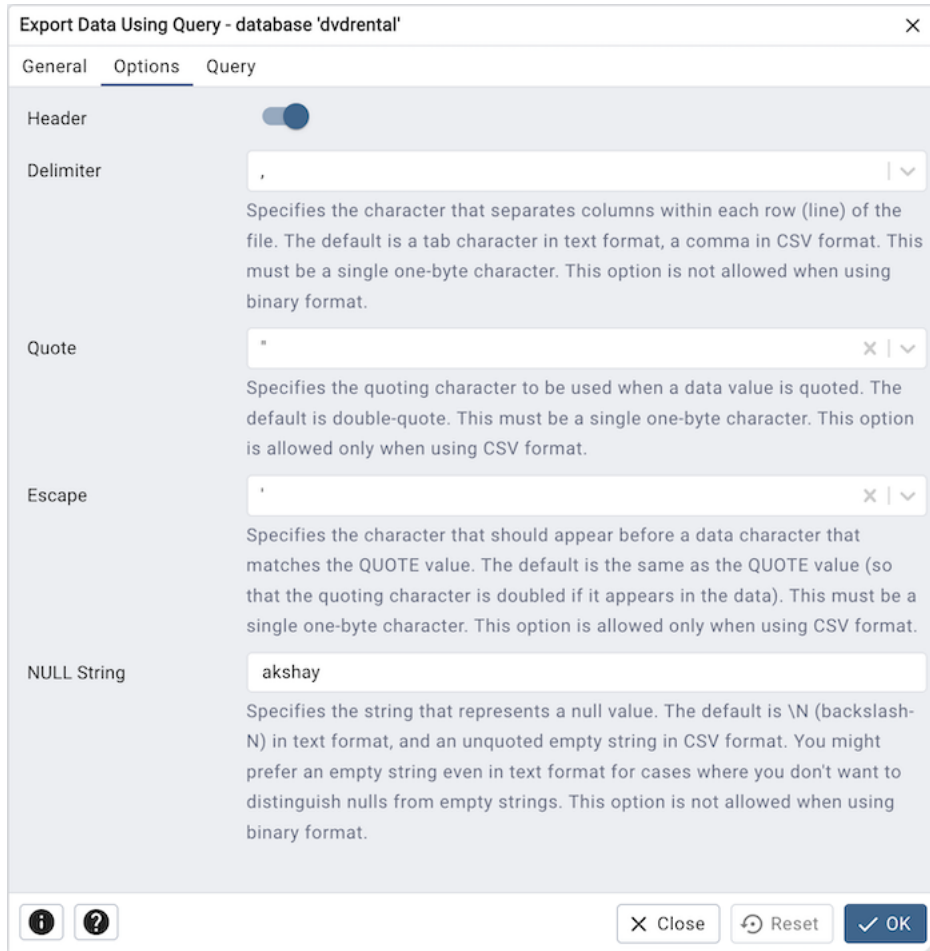 Export Data Using Query - database 'dvdrental'
General Options Query
Header
Delimiter ,
Specifies the character that separates columns within each row (line) of the
file. The default is a tab character in text format, a comma in CSV format. This
must be a single one-byte character. This option is not allowed when using
binary format.
Quote "
Specifies the quoting character to be used when a data value is quoted. The
default is double-quote. This must be a single one-byte character. This option
is allowed only when using CSV format.
Escape '
Specifies the character that should appear before a data character that
matches the QUOTE value. The default is the same as the QUOTE value (so
that the quoting character is doubled if it appears in the data). This must be a
single one-byte character. This option is allowed only when using CSV format.
NULL String akshay
Specifies the string that represents a null value. The default is \N (backslash-
N) in text format, and an unquoted empty string in CSV format. You might
prefer an empty string even in text format for cases where you don't want to
distinguish nulls from empty strings. This option is not allowed when using
binary format.
Close Reset OK